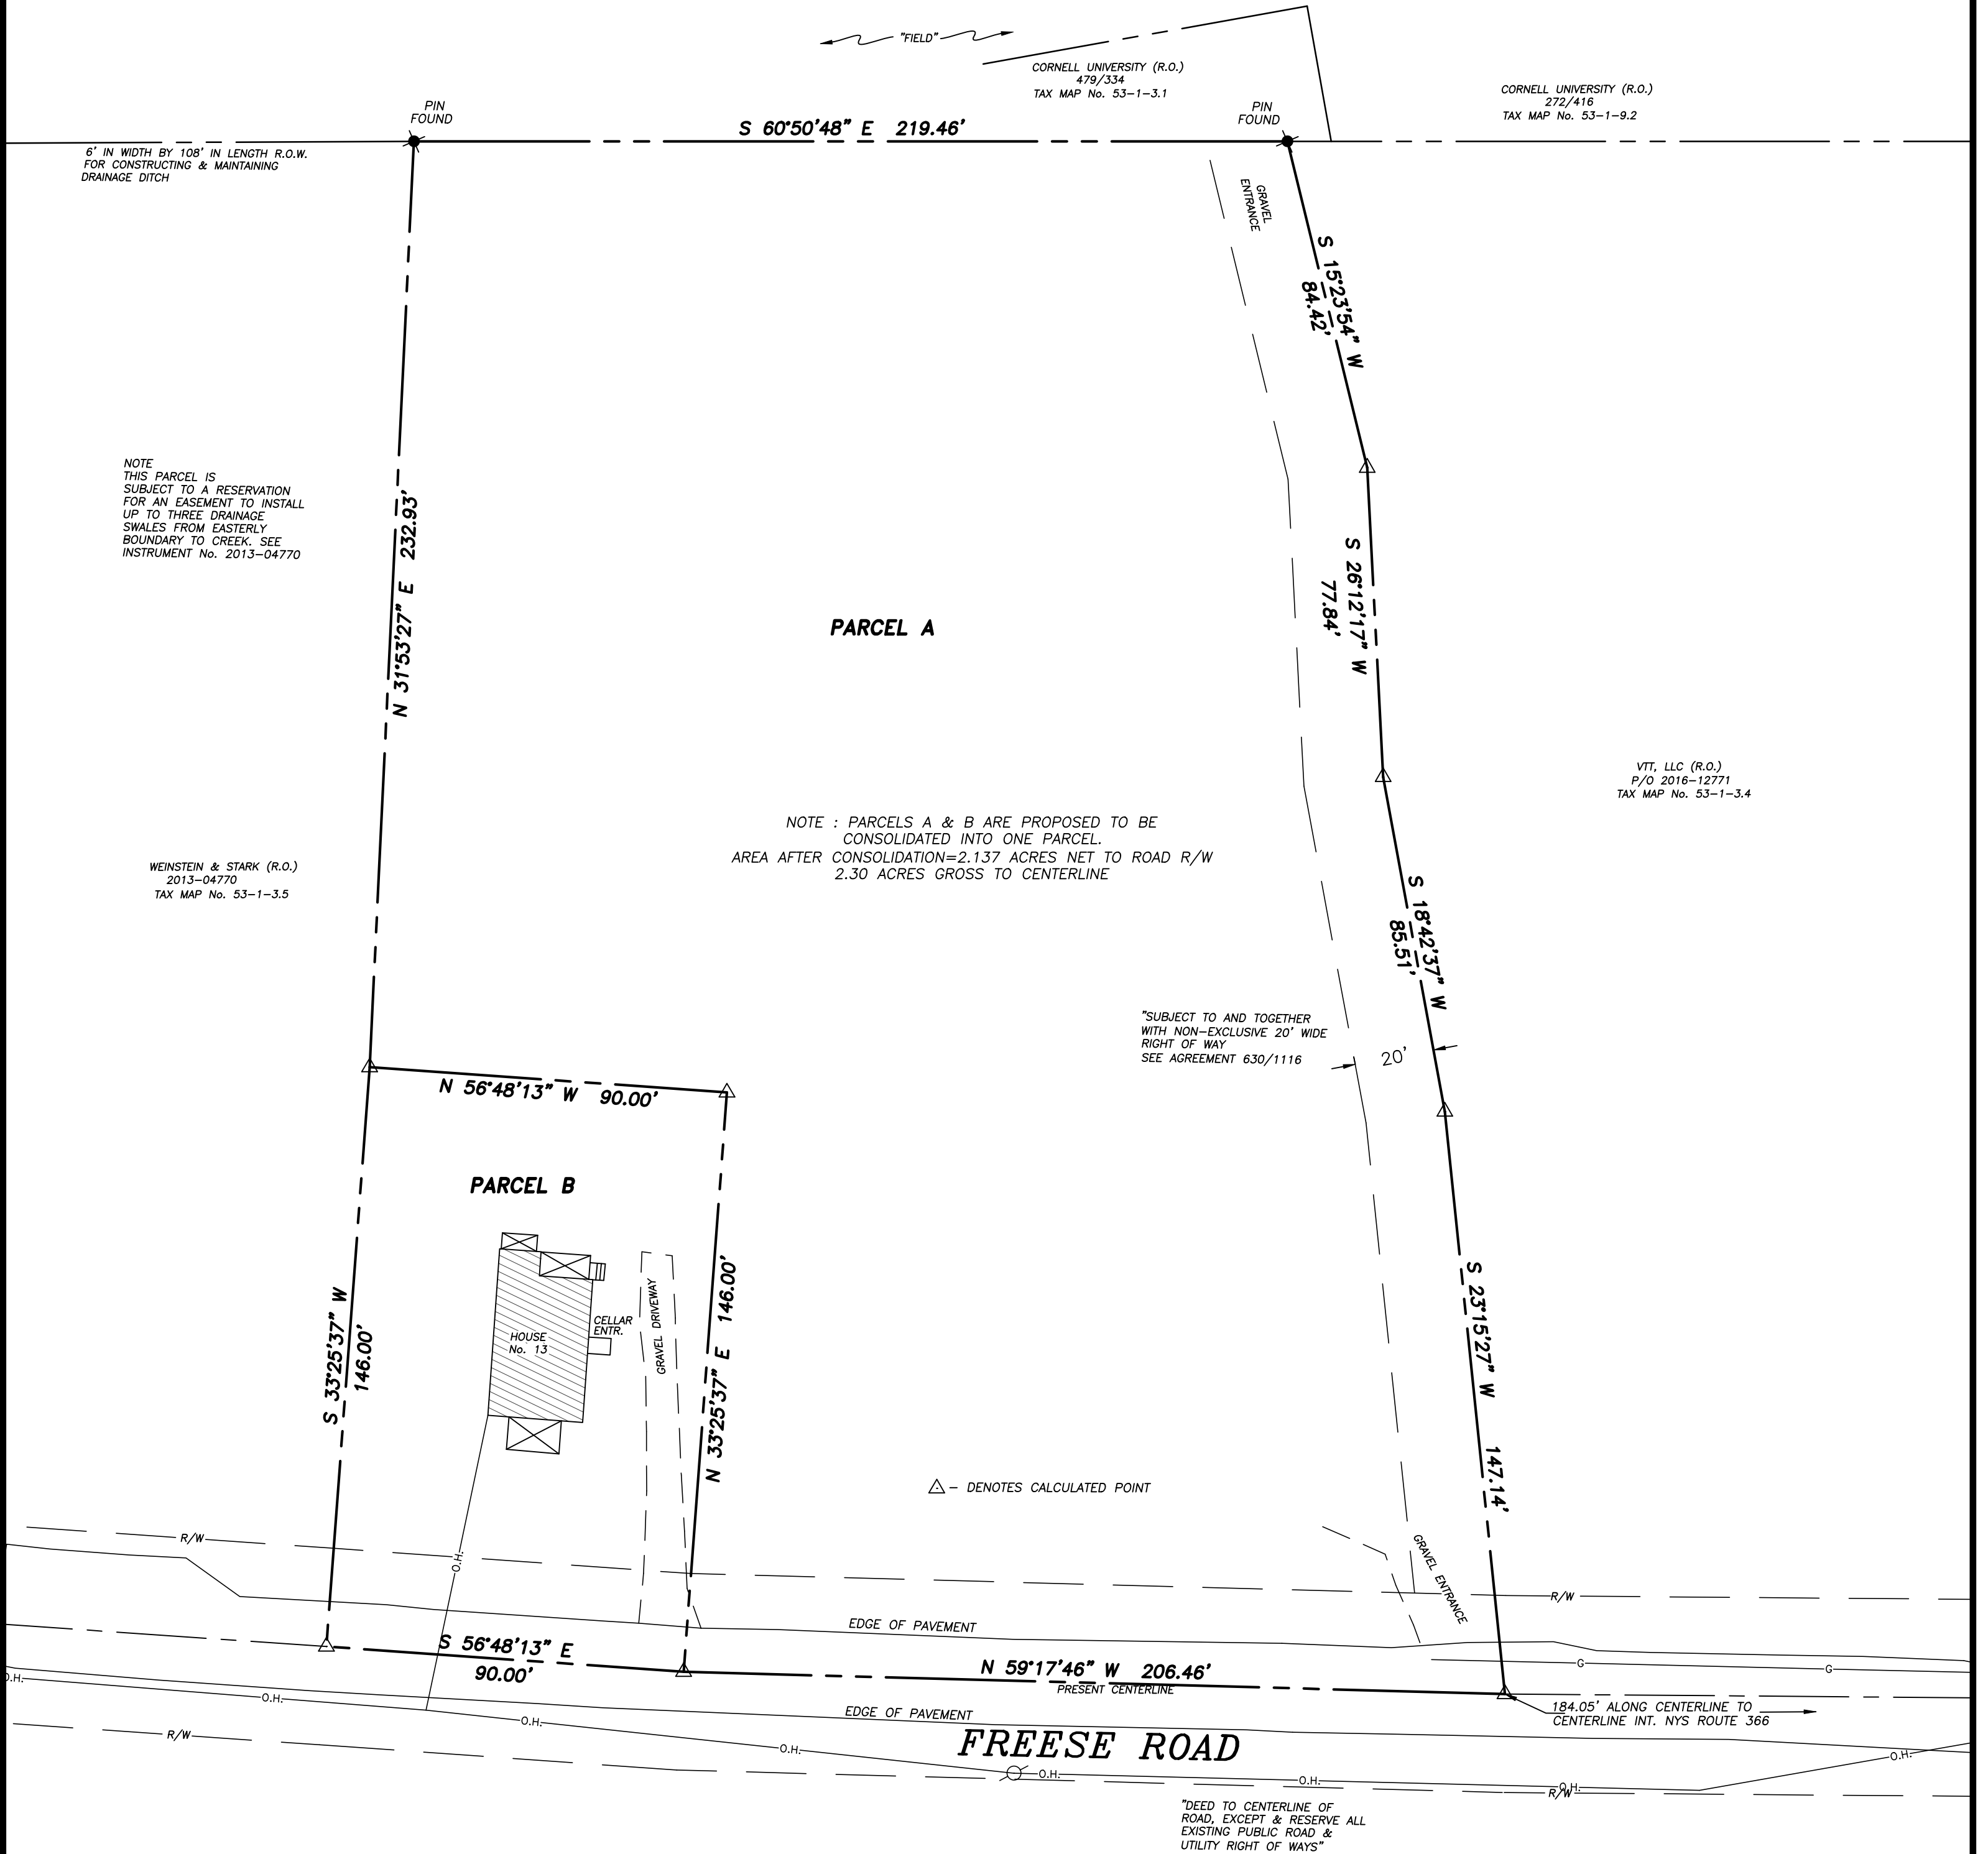 "FIELD"
CORNELL UNIVERSITY (R.O.)
479/334
TAX MAP No. 53-1-3.1
CORNELL UNIVERSITY (R.O.)
272/416
TAX MAP No. 53-1-9.2
PIN
FOUND
S 60°50'48" E 219.46'
PIN
FOUND
6' IN WIDTH BY 108' IN LENGTH R.O.W.
FOR CONSTRUCTING & MAINTAINING
DRAINAGE DITCH
GRAVEL
ENTRANCE
S 15°23'54" W
84.42'
NOTE
THIS PARCEL IS
SUBJECT TO A RESERVATION
FOR AN EASEMENT TO INSTALL
UP TO THREE DRAINAGE
SWALES FROM EASTERLY
BOUNDARY TO CREEK. SEE
INSTRUMENT No. 2013-04770
N 31°53'27" E 232.93'
S 26°12'17" W
77.84'
PARCEL A
VTT, LLC (R.O.)
P/O 2016-12771
TAX MAP No. 53-1-3.4
NOTE : PARCELS A & B ARE PROPOSED TO BE
CONSOLIDATED INTO ONE PARCEL.
AREA AFTER CONSOLIDATION=2.137 ACRES NET TO ROAD R/W
2.30 ACRES GROSS TO CENTERLINE
WEINSTEIN & STARK (R.O.)
2013-04770
TAX MAP No. 53-1-3.5
S 18°42'37" W
85.51'
"SUBJECT TO AND TOGETHER
WITH NON-EXCLUSIVE 20' WIDE
RIGHT OF WAY
SEE AGREEMENT 630/1116
20'
N 56°48'13" W 90.00'
PARCEL B
S 33°25'37" W
146.00'
HOUSE
No. 13
CELLAR
ENTR.
GRAVEL DRIVEWAY
N 33°25'37" E 146.00'
S 23°15'27" W 147.14'
- DENOTES CALCULATED POINT
R/W
O.H.
GRAVEL ENTRANCE
R/W
EDGE OF PAVEMENT
S 56°48'13" E
90.00'
N 59°17'46" W 206.46'
PRESENT CENTERLINE
G
G
O.H.
O.H.
O.H.
EDGE OF PAVEMENT
184.05' ALONG CENTERLINE TO
CENTERLINE INT. NYS ROUTE 366
R/W
O.H.
FREESE ROAD
O.H.
O.H.
O.H.
O.H.
R/W
"DEED TO CENTERLINE OF
ROAD, EXCEPT & RESERVE ALL
EXISTING PUBLIC ROAD &
UTILITY RIGHT OF WAYS"